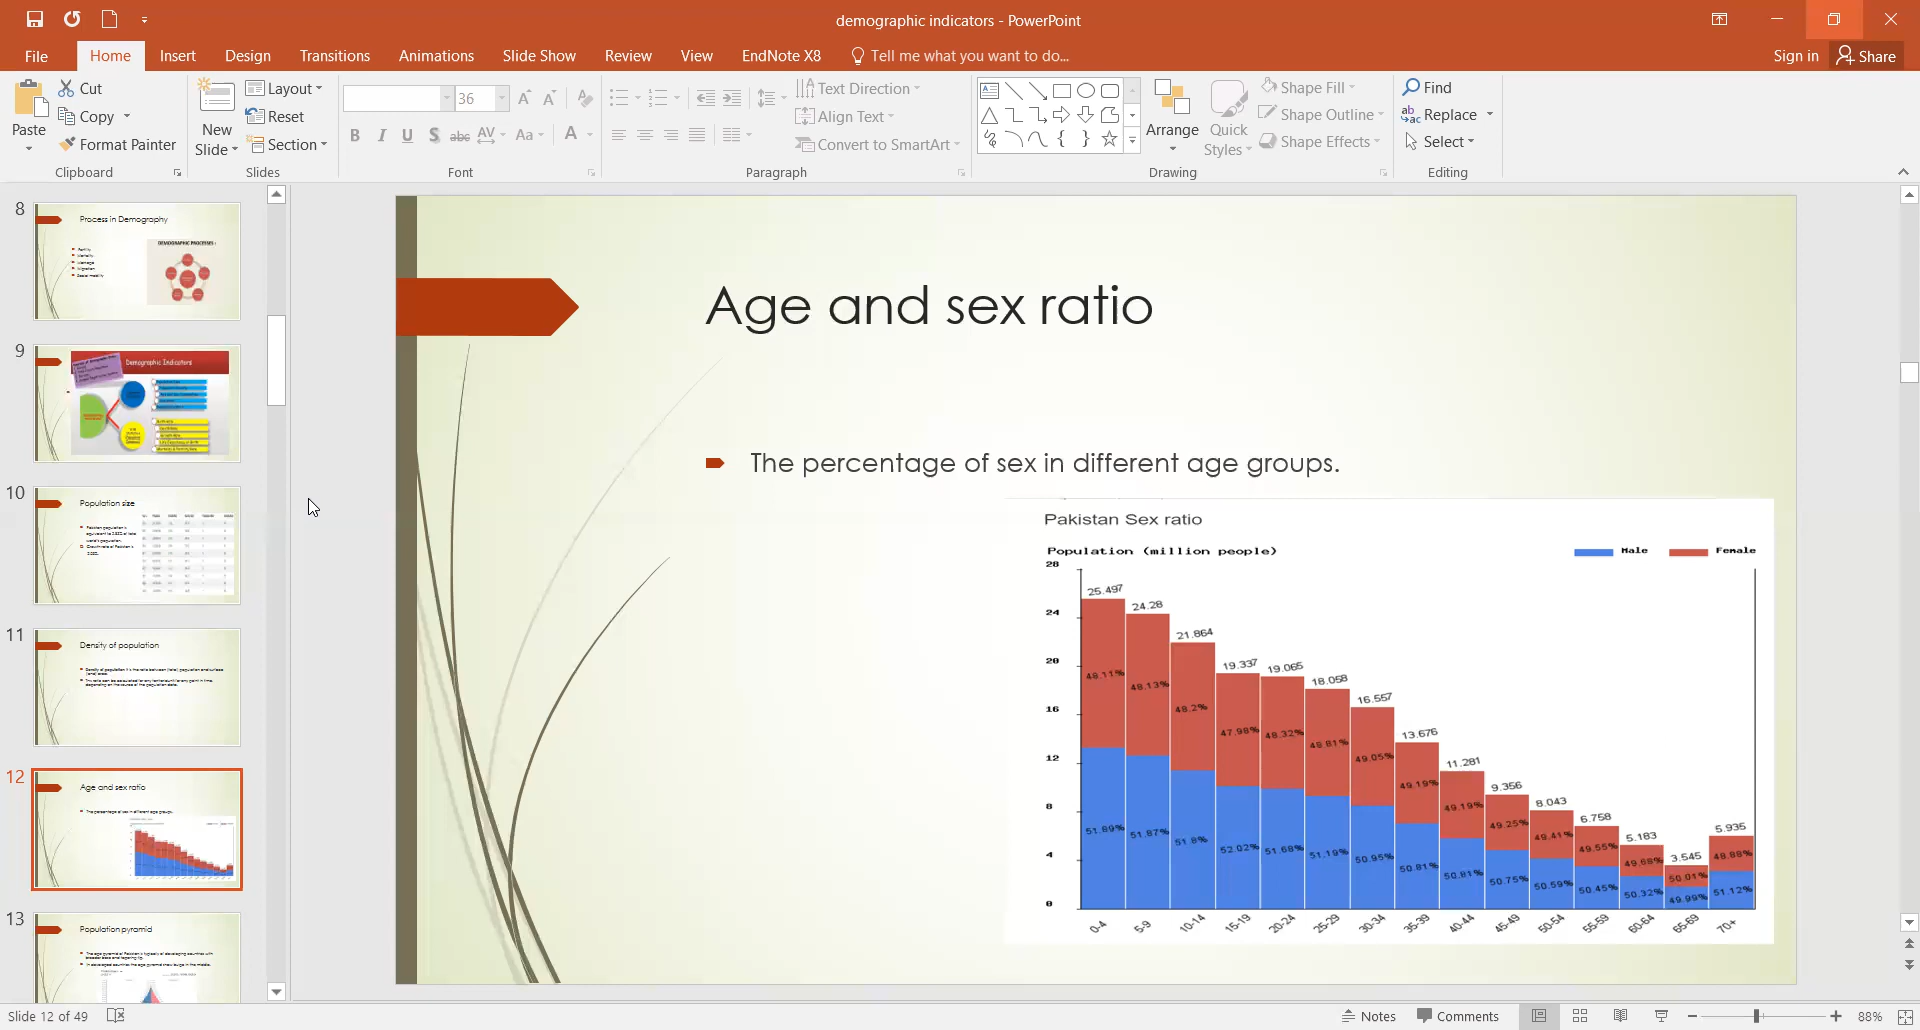 demographic indicators - PowerPoint
File Home Insert Design Transitions Animations Slide Show Review View EndNote X8 Tell me what you want to do... Sign in Share
Paste Cut Copy Format Painter Clipboard
New Slide Layout Reset Section Slides
36 Font
Text Direction Align Text Convert to SmartArt Paragraph
Arrange Quick Styles Shape Fill Shape Outline Shape Effects Drawing
Find Replace Select Editing
8
Process in Demography
DEMOGRAPHIC PROCESSES :
Fertility
Mortality
Marriage
Migration
Social mobility
9
Demographic Indicators
10
Population size
11
Density of population
12
Age and sex ratio
The percentage of sex in different age groups.
13
Population pyramid
Age and sex ratio
The percentage of sex in different age groups.
Pakistan Sex ratio
Population (million people)
Male Female
28
24
20
16
12
8
4
0
25.497 24.28 21.864 19.337 19.065 18.058 16.557 13.676 11.281 9.356 8.043 6.758 5.183 3.545 5.935
48.11% 48.13% 48.2% 47.98% 48.32% 48.81% 49.05% 49.19% 49.19% 49.25% 49.41% 49.55% 49.68% 50.01% 48.88%
51.89% 51.87% 51.8% 52.02% 51.68% 51.19% 50.95% 50.81% 50.81% 50.75% 50.59% 50.45% 50.32% 49.99% 51.12%
0-4 5-9 10-14 15-19 20-24 25-29 30-34 35-39 40-44 45-49 50-54 55-59 60-64 65-69 70+
Slide 12 of 49 Notes Comments 88%